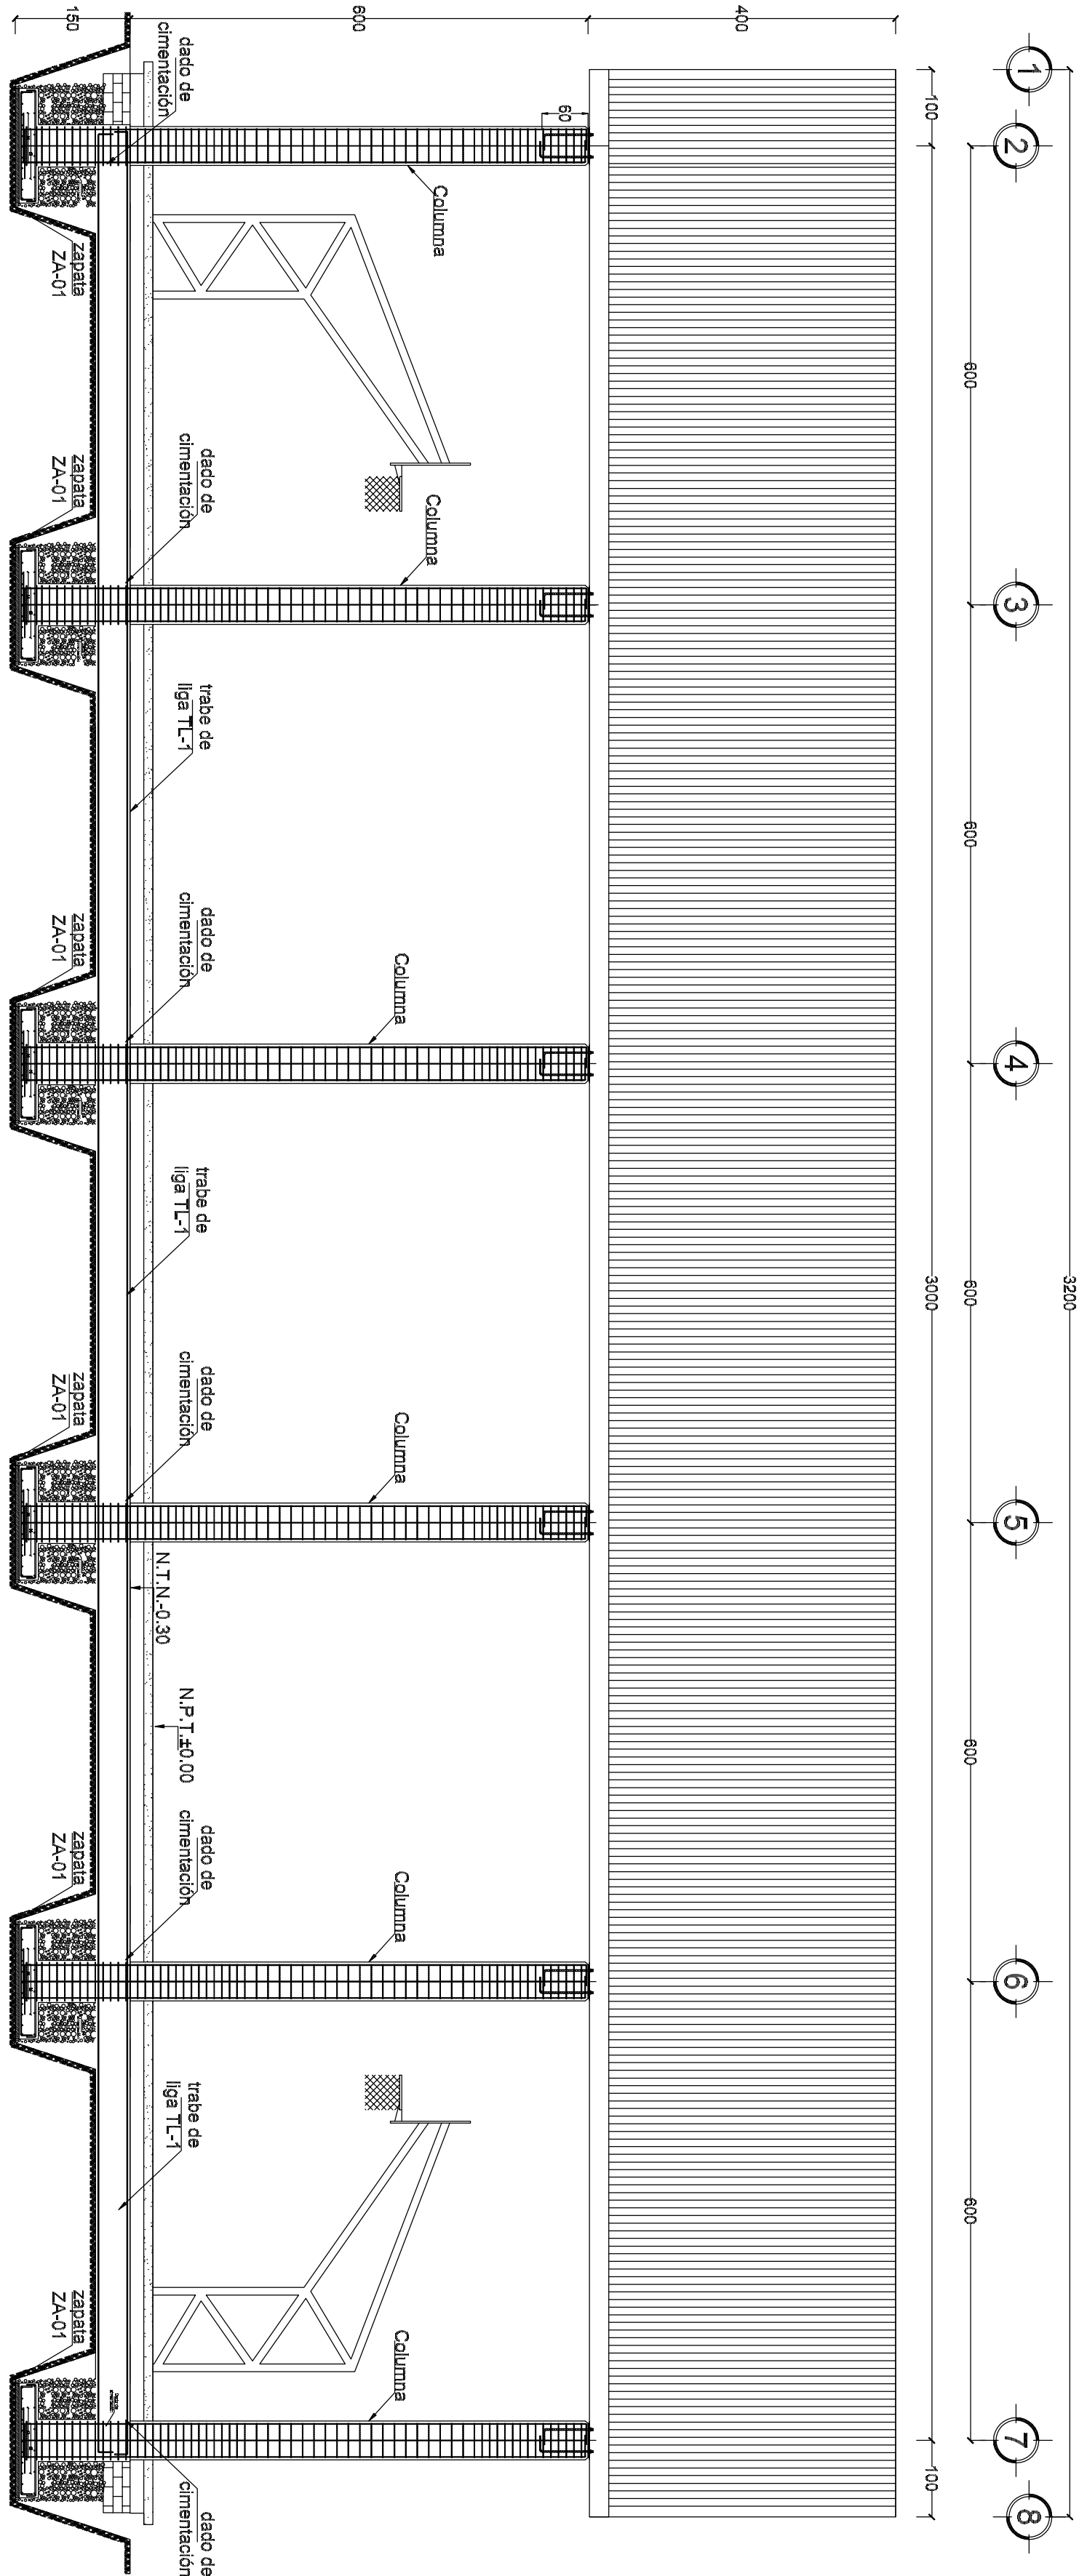 3200
1
2
3
4
5
6
7
8
600
600
600
600
600
100
3000
100
400
60
600
Columna
Columna
Columna
Columna
Columna
Columna
dado de
cimentación
dado de
cimentación
trabe de
liga TL-1
dado de
cimentación
trabe de
liga TL-1
dado de
cimentación
N.T.N.-0.30
N.P.T.±0.00
dado de
cimentación
trabe de
liga TL-1
dado de
cimentación
150
zapata
ZA-01
zapata
ZA-01
zapata
ZA-01
zapata
ZA-01
zapata
ZA-01
zapata
ZA-01